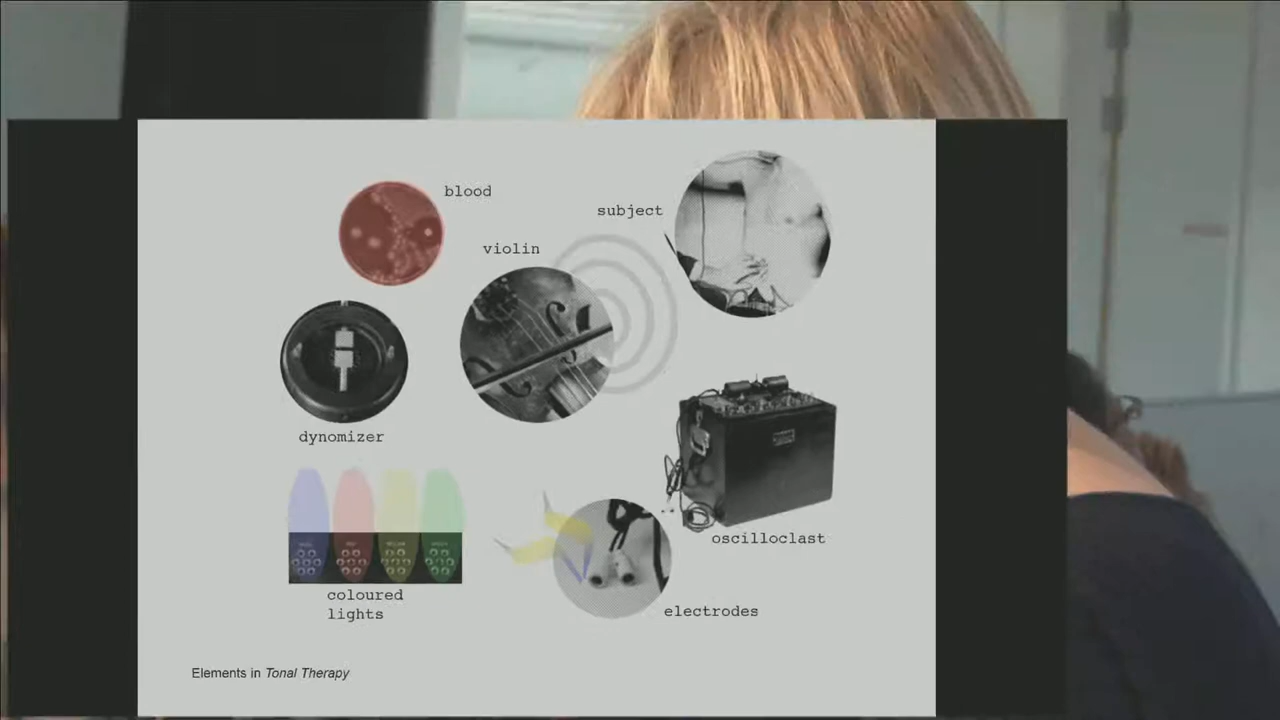 blood
subject
violin
dynomizer
oscilloclast
coloured
lights
electrodes
Elements in Tonal Therapy